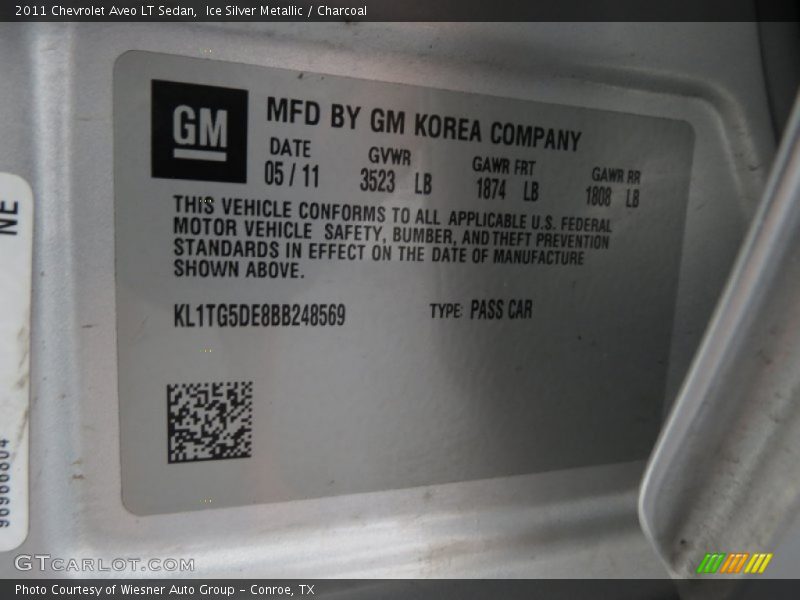 2011 Chevrolet Aveo LT Sedan,  Ice Silver Metallic / Charcoal
GM
MFD BY GM KOREA COMPANY
DATE GVWR GAWR FRT GAWR RR
05 / 11 3523 LB 1874 LB 1808 LB
THIS VEHICLE CONFORMS TO ALL APPLICABLE U.S. FEDERAL
MOTOR VEHICLE SAFETY, BUMBER, AND THEFT PREVENTION
STANDARDS IN EFFECT ON THE DATE OF MANUFACTURE
SHOWN ABOVE.
KL1TG5DE8BB248569 TYPE: PASS CAR
NE
96966804
GTCARLOT.COM
Photo Courtesy of Wiesner Auto Group - Conroe, TX